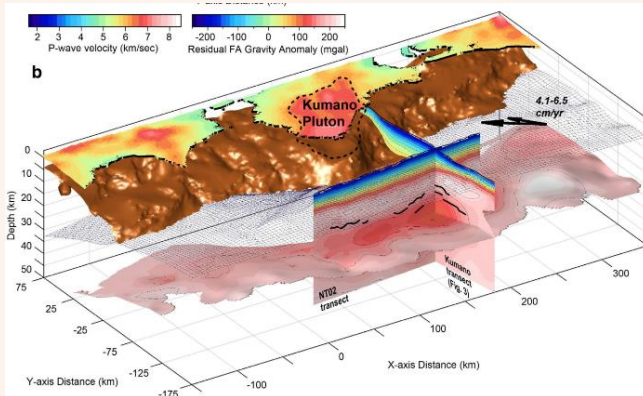 2 3 4 5 6 7 8
-200 -100 0 100 200
P-wave velocity (km/sec)
Residual FA Gravity Anomaly (mgal)
b
Kumano
Pluton
4.1-6.5
cm/yr
0
10
20
30
40
50
Depth (km)
75
25
-25
-75
-125
-175
Y-axis Distance (km)
-100
0
100
200
300
X-axis Distance (km)
NT02
transect
Kumano
transect
(Fig. 3)